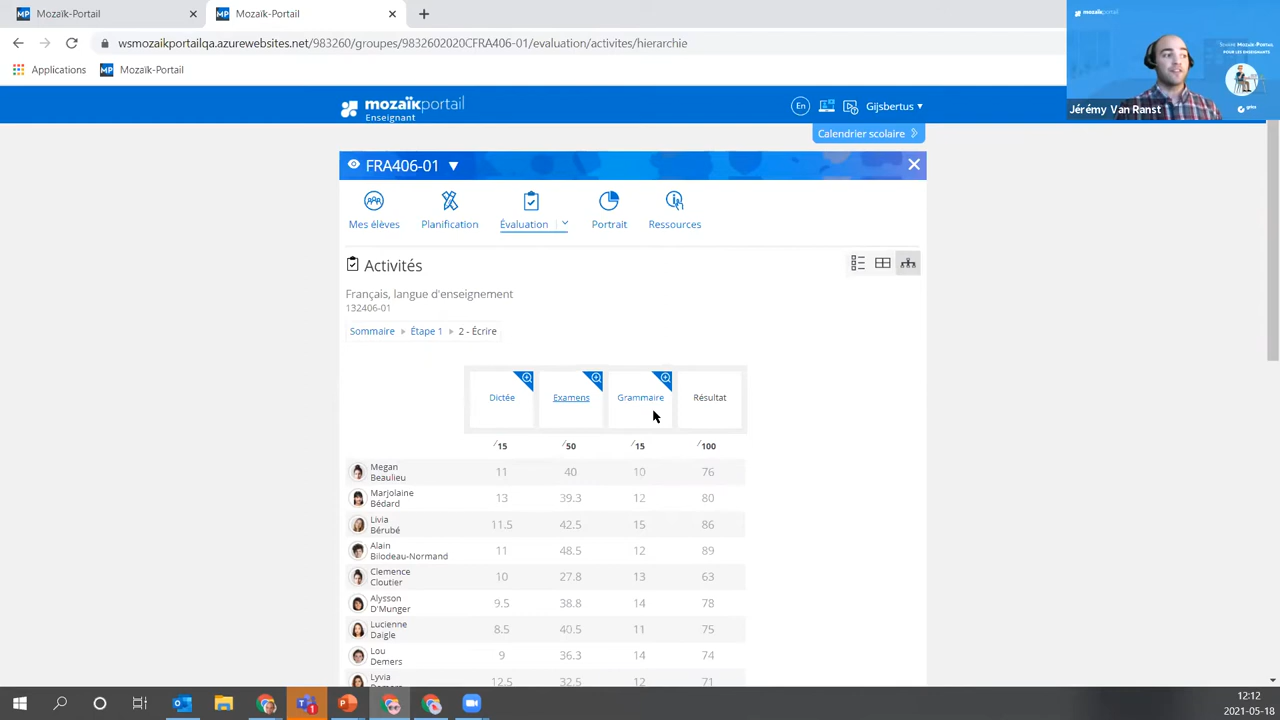 Mozaïk-Portail
Mozaïk-Portail
wsmozaikportailqa.azurewebsites.net/983260/groupes/9832602020CFRA406-01/evaluation/activites/hierarchie
Applications
Mozaïk-Portail
mozaïkportail
POUR LES ENSEIGNANTS
Jérémy Van Ranst
mozaïkportail
Enseignant
En
Gijsbertus
Calendrier scolaire
FRA406-01
Mes élèves
Planification
Évaluation
Portrait
Ressources
Activités
Français, langue d'enseignement
132406-01
Sommaire Étape 1 2 - Écrire
Dictée Examens Grammaire Résultat
/15 /50 /15 /100
Megan
Beaulieu 11 40 10 76
Marjolaine
Bédard 13 39.3 12 80
Livia
Bérubé 11.5 42.5 15 86
Alain
Bilodeau-Normand 11 48.5 12 89
Clemence
Cloutier 10 27.8 13 63
Alysson
D'Munger 9.5 38.8 14 78
Lucienne
Daigle 8.5 40.5 11 75
Lou
Demers 9 36.3 14 74
Lyvia
12.5 32.5 12 71
12:12
2021-05-18